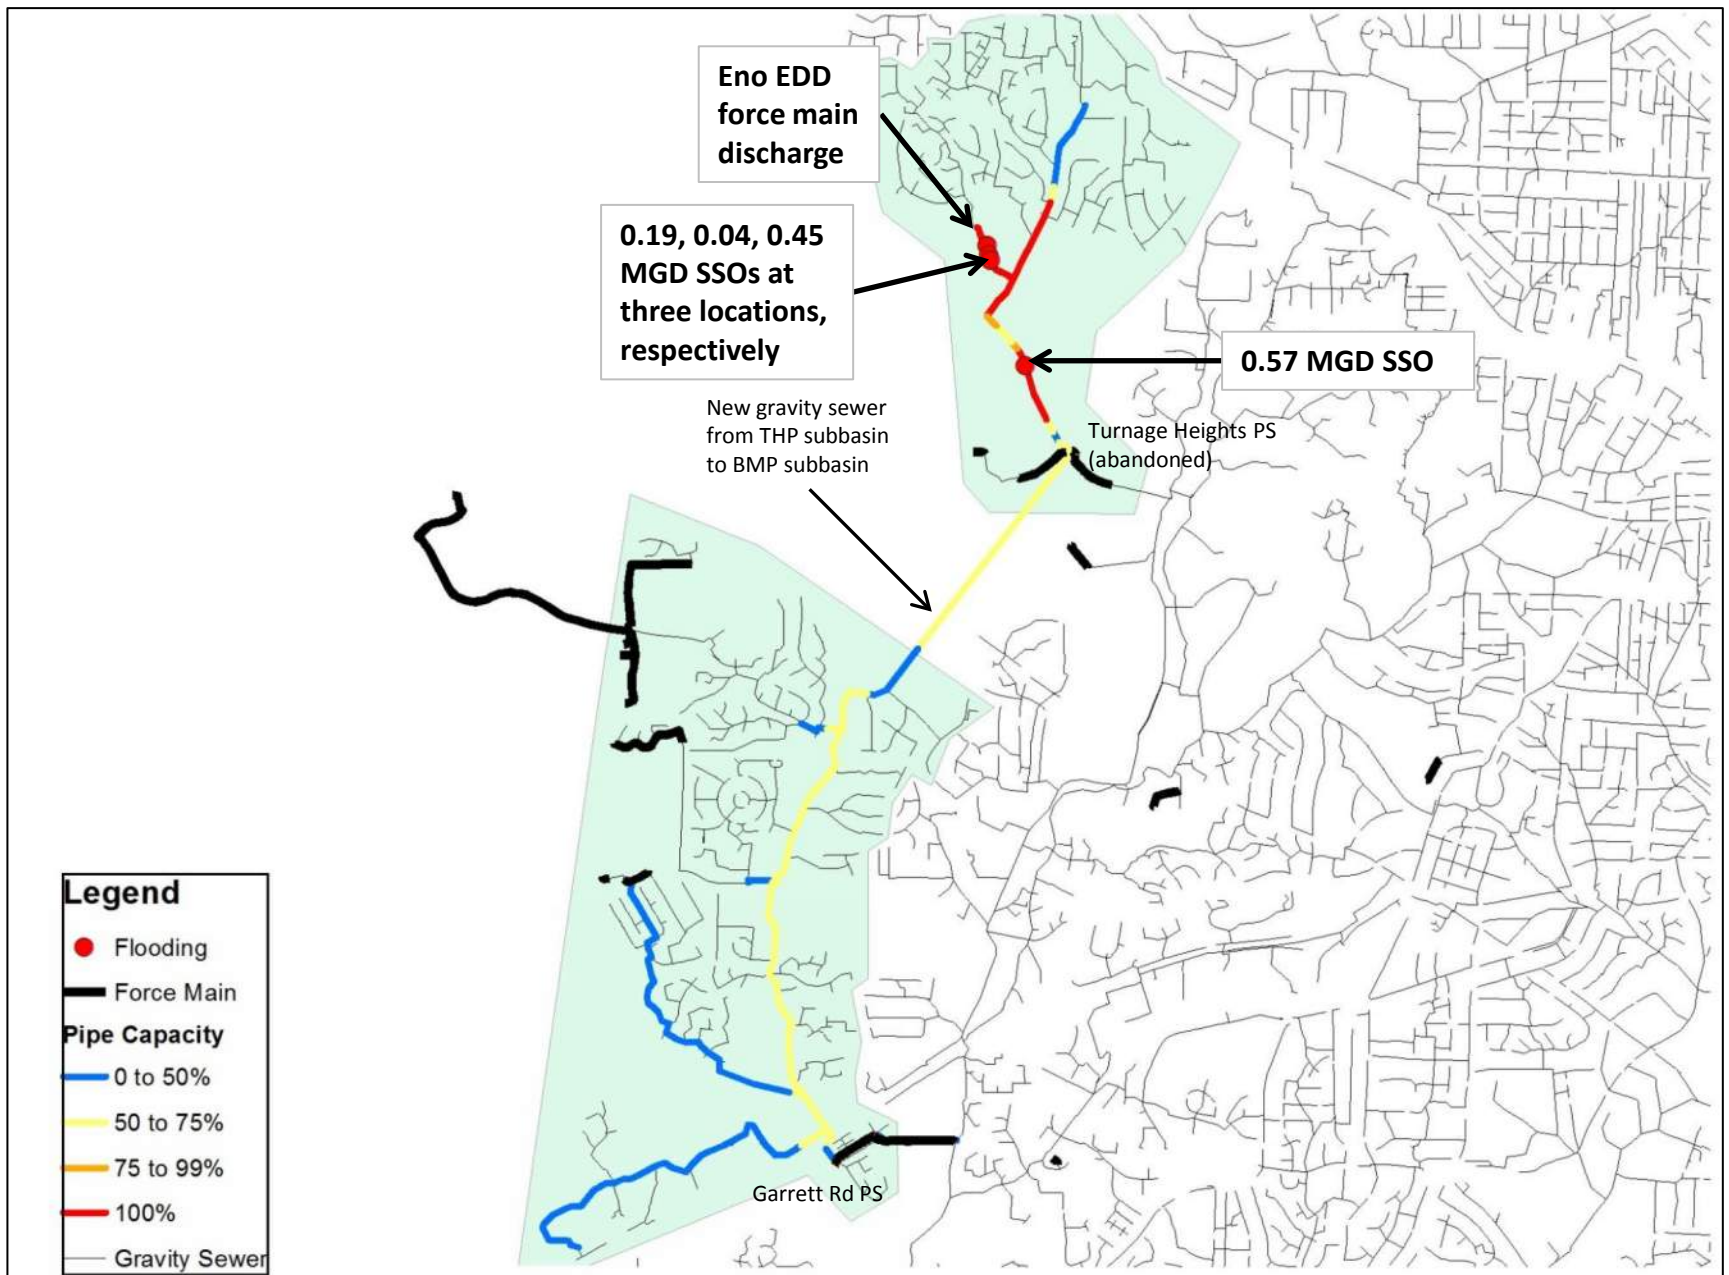 Eno EDD
force main
discharge
0.19, 0.04, 0.45
MGD SSOs at
three locations,
respectively
0.57 MGD SSO
New gravity sewer
from THP subbasin
to BMP subbasin
Turnage Heights PS
(abandoned)
Garrett Rd PS
Legend
Flooding
Force Main
Pipe Capacity
0 to 50%
50 to 75%
75 to 99%
100%
Gravity Sewer